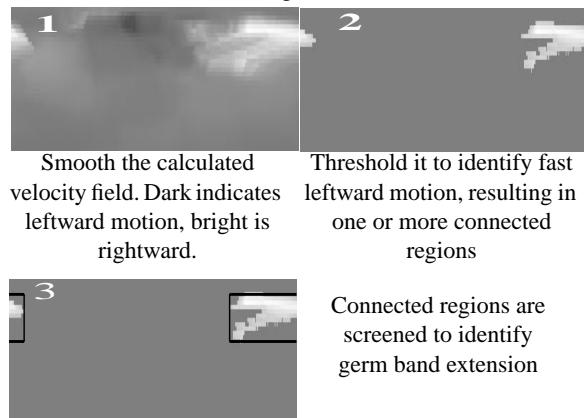 1
2
Smooth the calculated
velocity field. Dark indicates
leftward motion, bright is
rightward.
Threshold it to identify fast
leftward motion, resulting in
one or more connected
regions
3
Connected regions are
screened to identify
germ band extension